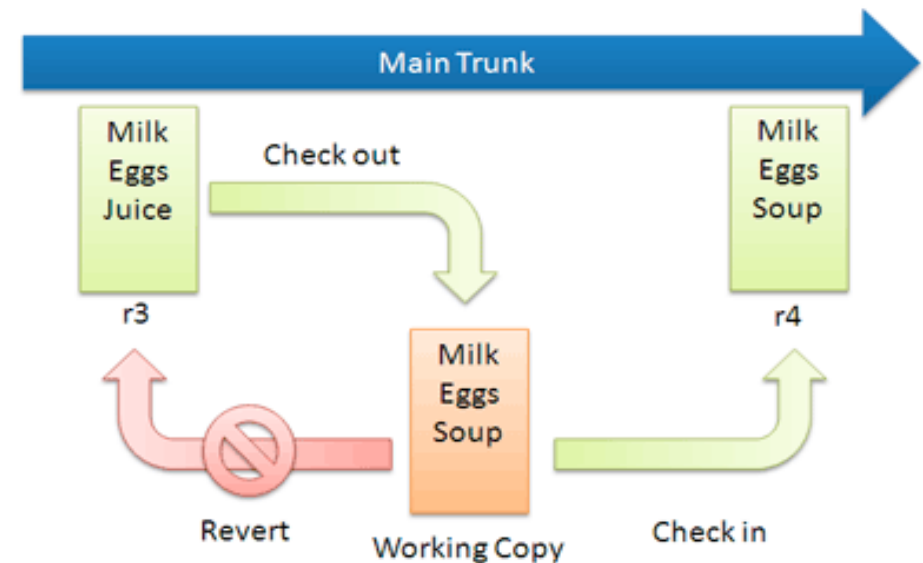 Main Trunk
Milk
Eggs
Juice
r3
Check out
Milk
Eggs
Soup
r4
Milk
Eggs
Soup
Working Copy
Revert
Check in